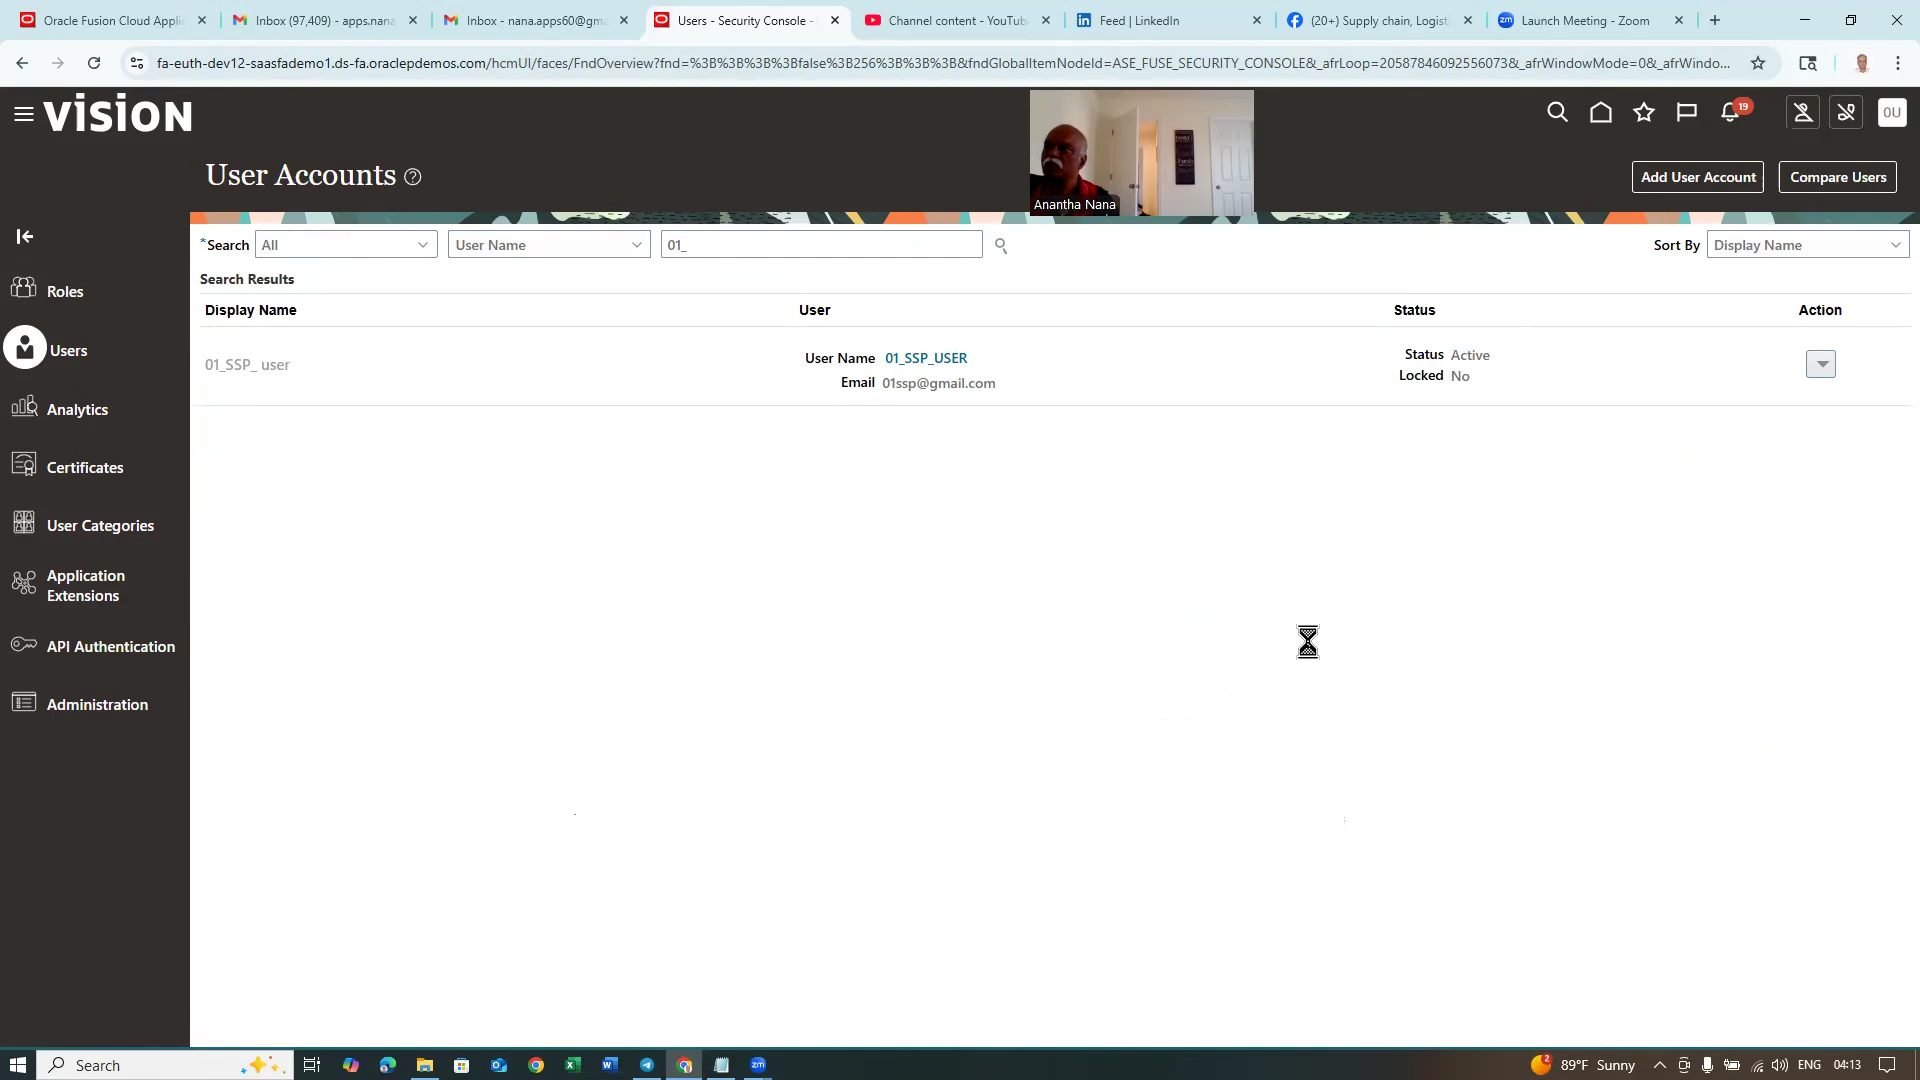 Oracle Fusion Cloud Appli
Inbox (97,409) - apps.nana
Inbox - nana.apps60@gm
Users - Security Console -
Channel content - YouTub
Feed | LinkedIn
(20+) Supply chain, Logist
Launch Meeting - Zoom
fa-euth-dev12-saasfademo1.ds-fa.oraclepdemos.com/hcmUI/faces/FndOverview?fnd=%3B%3B%3B%3Bfalse%3B256%3B%3B%3B&fndGlobalItemNodeId=ASE_FUSE_SECURITY_CONSOLE&_afrLoop=20587846092556073&_afrWindowMode=0&_afrWindo...
VISION
19
0U
User Accounts
Anantha Nana
Add User Account
Compare Users
*Search
All
User Name
01_
Sort By
Display Name
Search Results
Display Name
User
Status
Action
01_SSP_ user
User Name 01_SSP_USER
Email 01ssp@gmail.com
Status Active
Locked No
Roles
Users
Analytics
Certificates
User Categories
Application
Extensions
API Authentication
Administration
Search
2
89°F Sunny
ENG
04:13